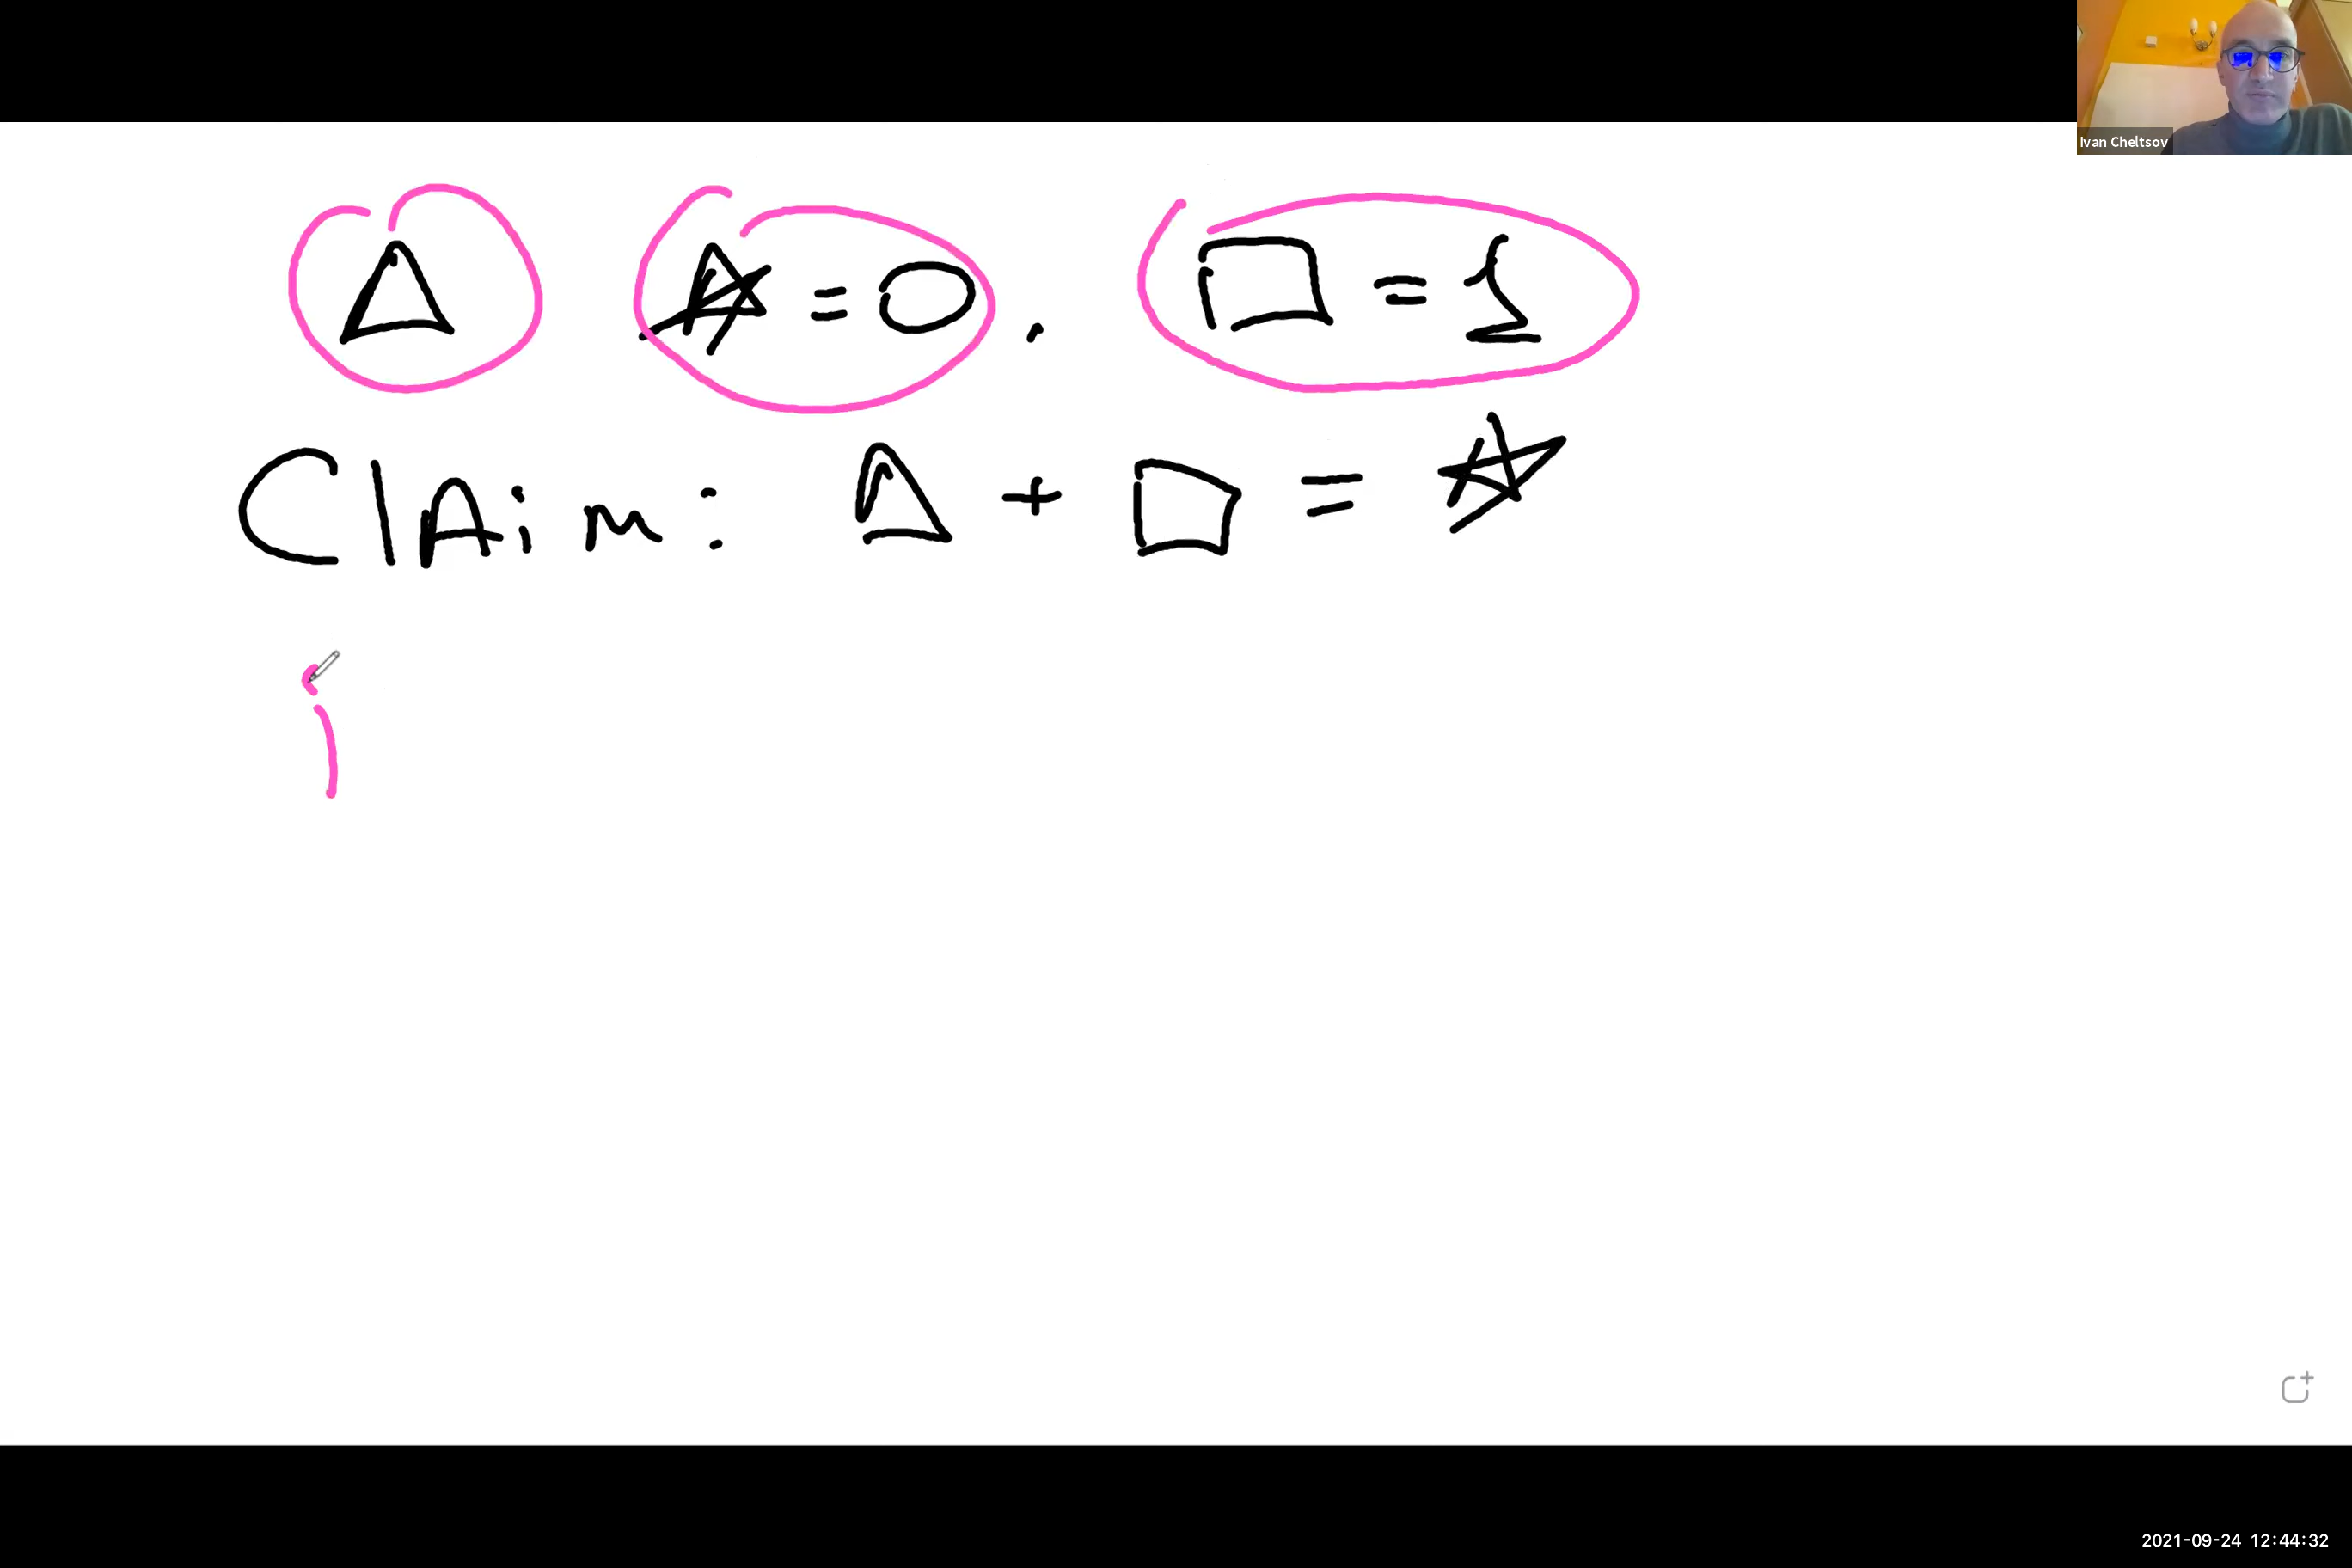 Ivan Cheltsov
△ ☆ = 0. □ = 1
ClAim: △ + □ = ☆
2021-09-24 12:44:32